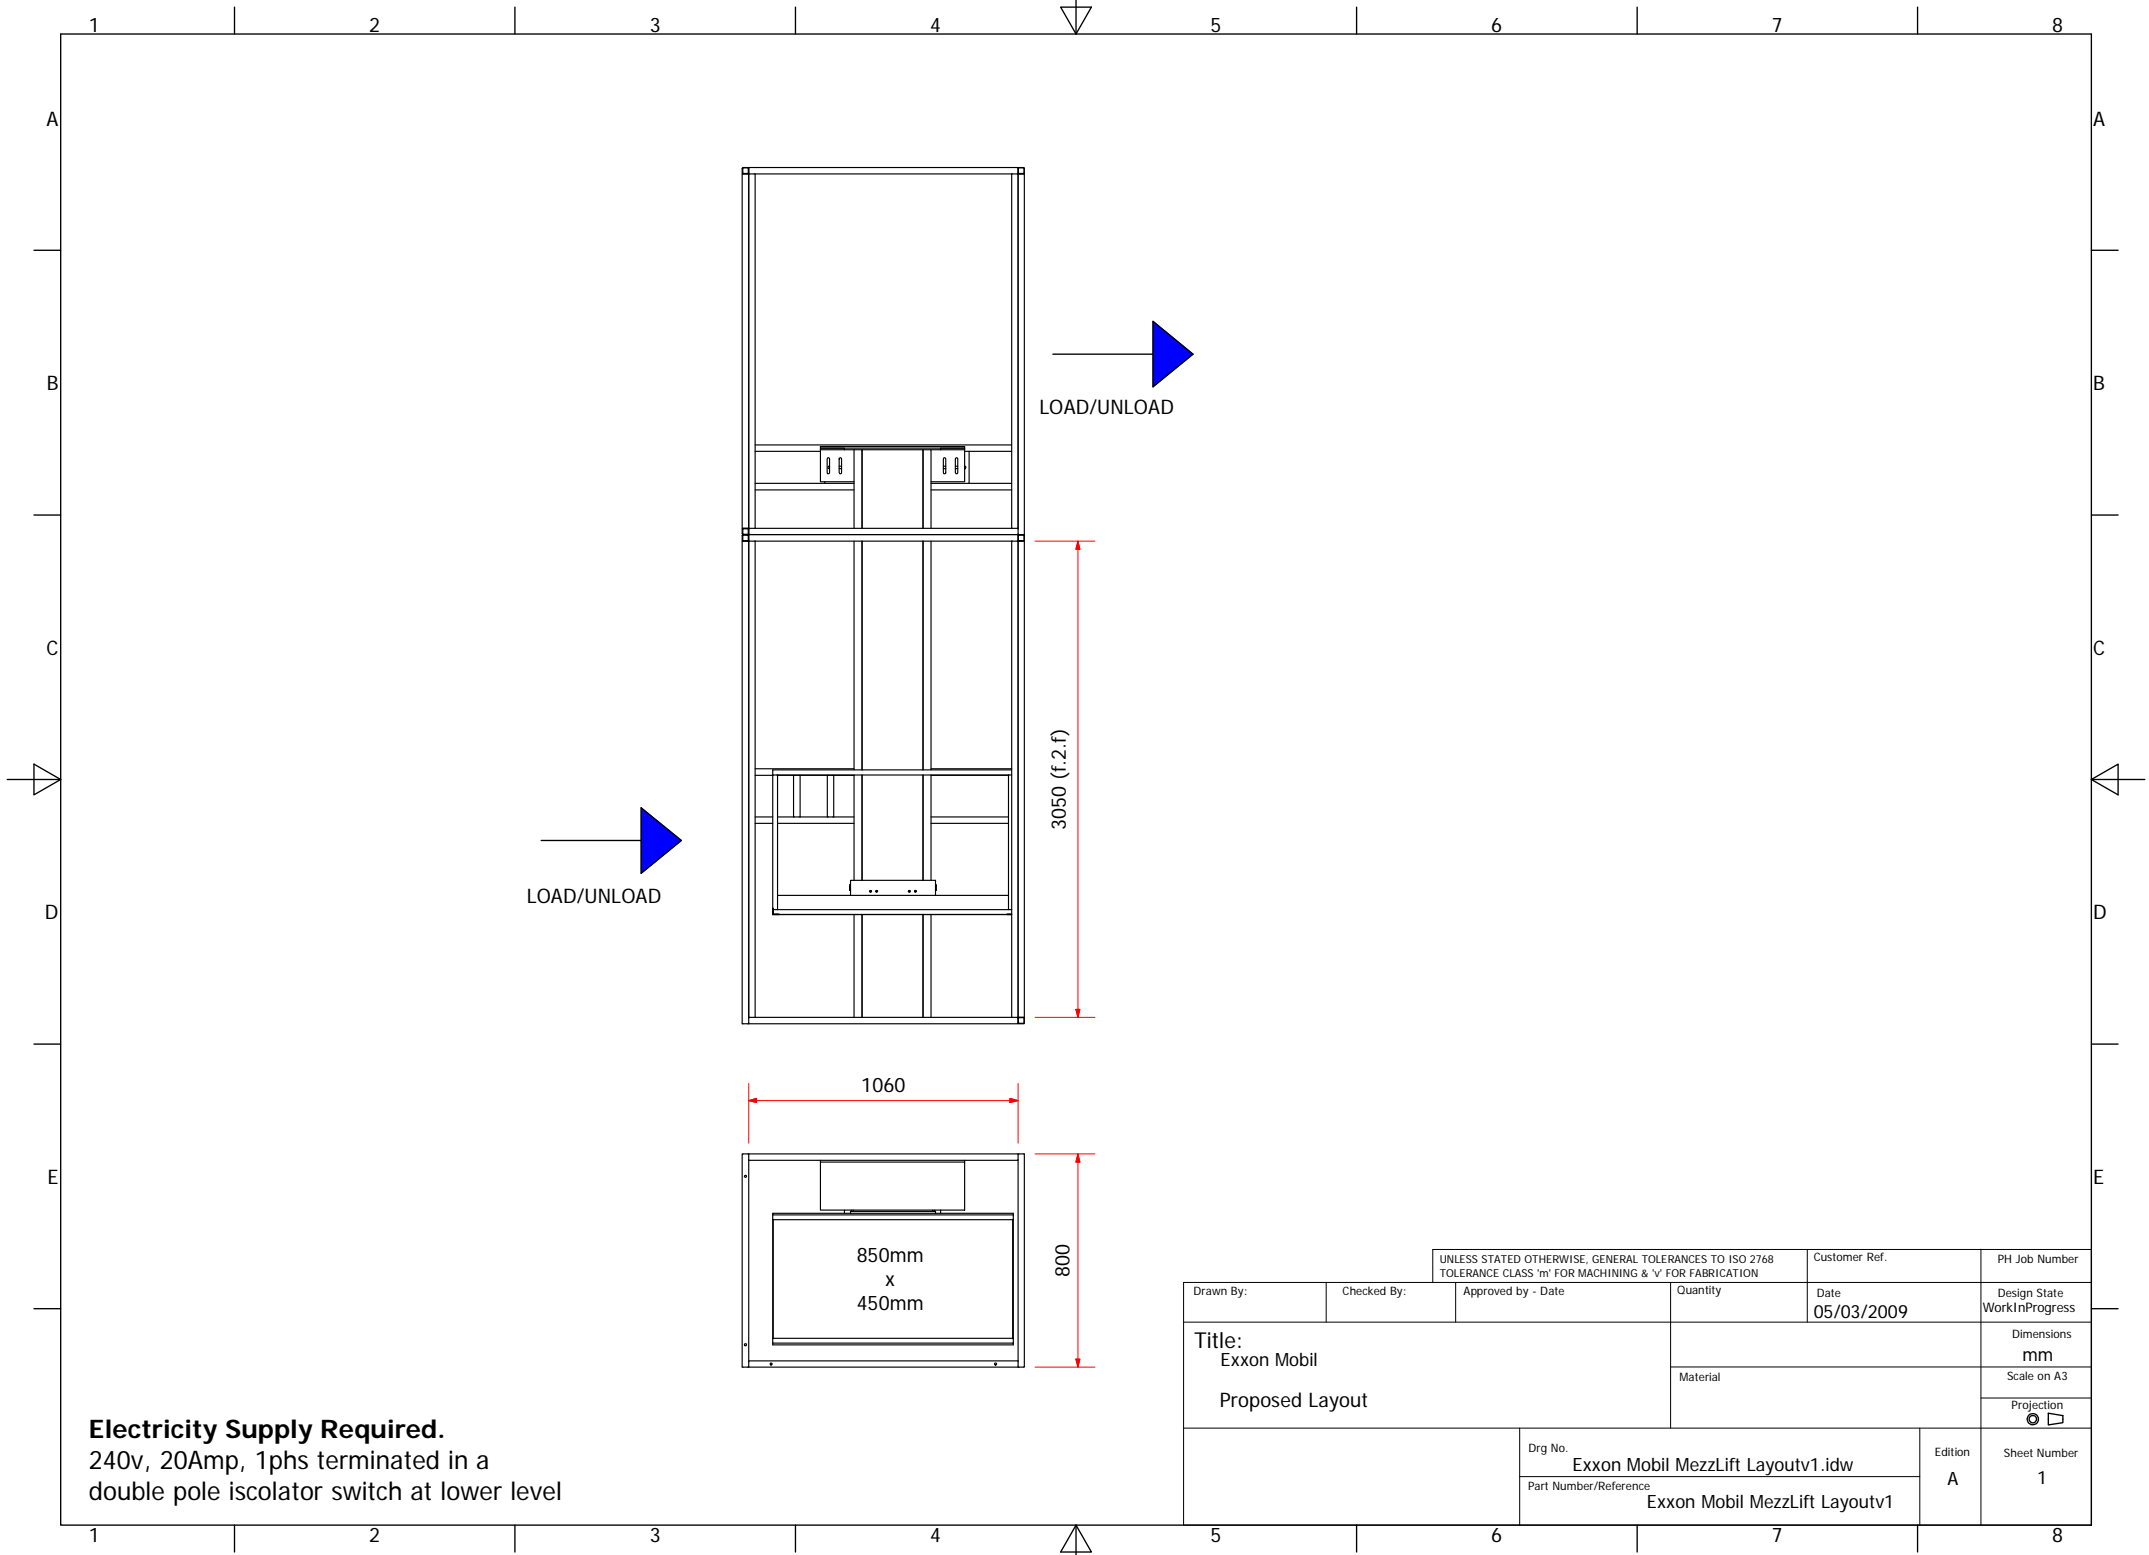 1 2 3 4 5 6 7 8
A A
B B
LOAD/UNLOAD
C C
3050 (f.2.f)
LOAD/UNLOAD
D D
1060
E E
850mm
x
450mm
800
UNLESS STATED OTHERWISE, GENERAL TOLERANCES TO ISO 2768
TOLERANCE CLASS 'm' FOR MACHINING & 'v' FOR FABRICATION
Customer Ref.
PH Job Number
Drawn By:
Checked By:
Approved by - Date
Quantity
Date
05/03/2009
Design State
WorkInProgress
Title:
Exxon Mobil
Proposed Layout
Dimensions
mm
Material
Scale on A3
Projection
Drg No.
Exxon Mobil MezzLift Layoutv1.idw
Part Number/Reference
Exxon Mobil MezzLift Layoutv1
Edition
A
Sheet Number
1
Electricity Supply Required.
240v, 20Amp, 1phs terminated in a
double pole iscolator switch at lower level
1 2 3 4 5 6 7 8